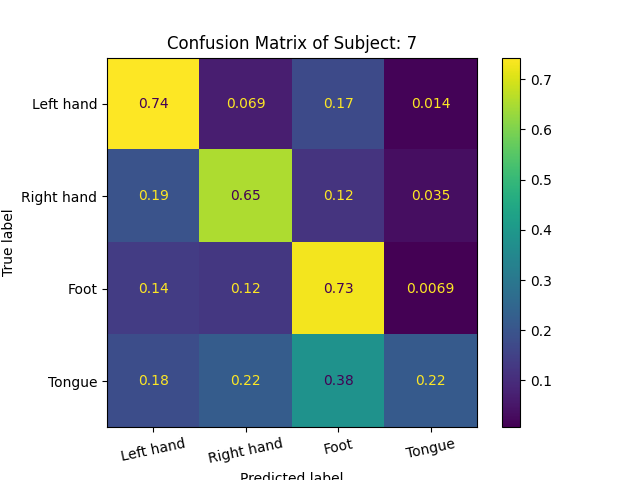 Confusion Matrix of Subject: 7
True label
Left hand 0.74 0.069 0.17 0.014
Right hand 0.19 0.65 0.12 0.035
Foot 0.14 0.12 0.73 0.0069
Tongue 0.18 0.22 0.38 0.22
Left hand Right hand Foot Tongue
Predicted label
0.7
0.6
0.5
0.4
0.3
0.2
0.1